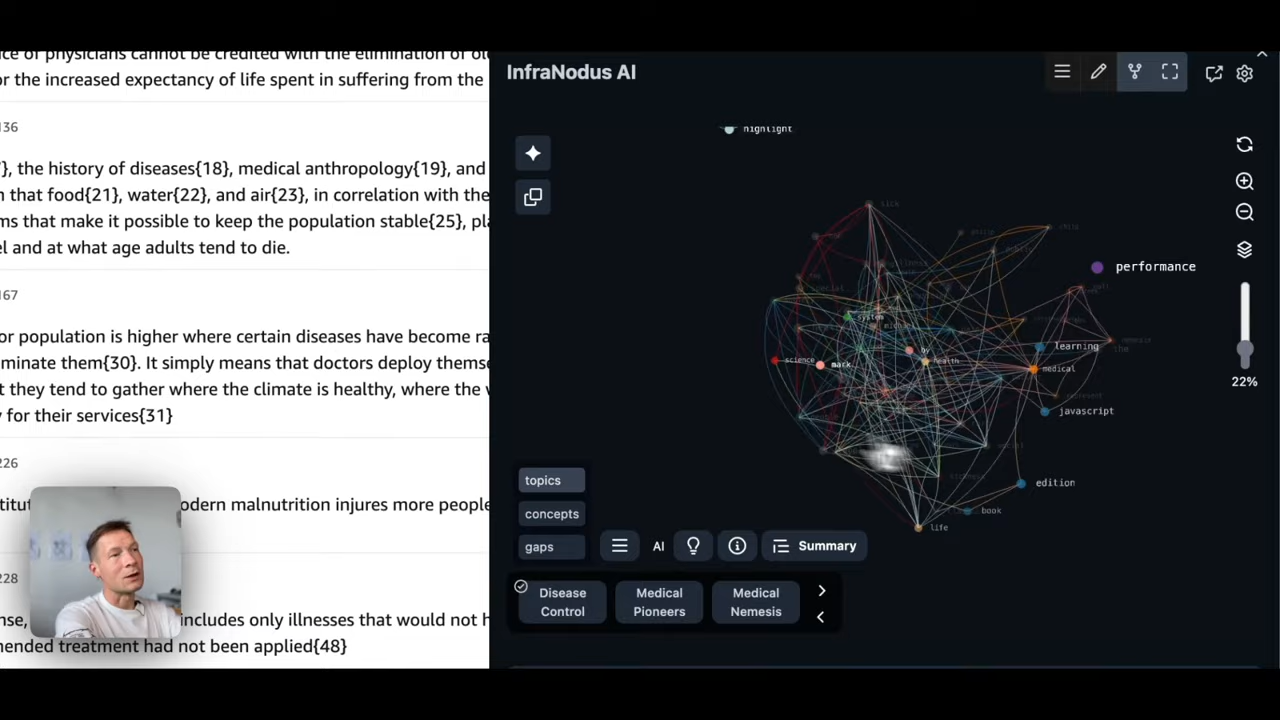 ce of physicians cannot be credited with the elimination of
or the increased expectancy of life spent in suffering from the
136
}, the history of diseases{18}, medical anthropology{19}, and
that food{21}, water{22}, and air{23}, in correlation with the
ms that make it possible to keep the population stable{25},
el and at what age adults tend to die.
167
or population is higher where certain diseases have become
minate them{30}. It simply means that doctors deploy
t they tend to gather where the climate is healthy, where the
for their services{31}
226
odern malnutrition injures more people
228
nse,
includes only illnesses that would not
mended treatment had not been applied{48}
InfraNodus AI
highlight
sick
child
performance
system
learning
science
mark
by
health
medical
javascript
edition
book
life
22%
topics
concepts
gaps
AI
Summary
Disease
Control
Medical
Pioneers
Medical
Nemesis